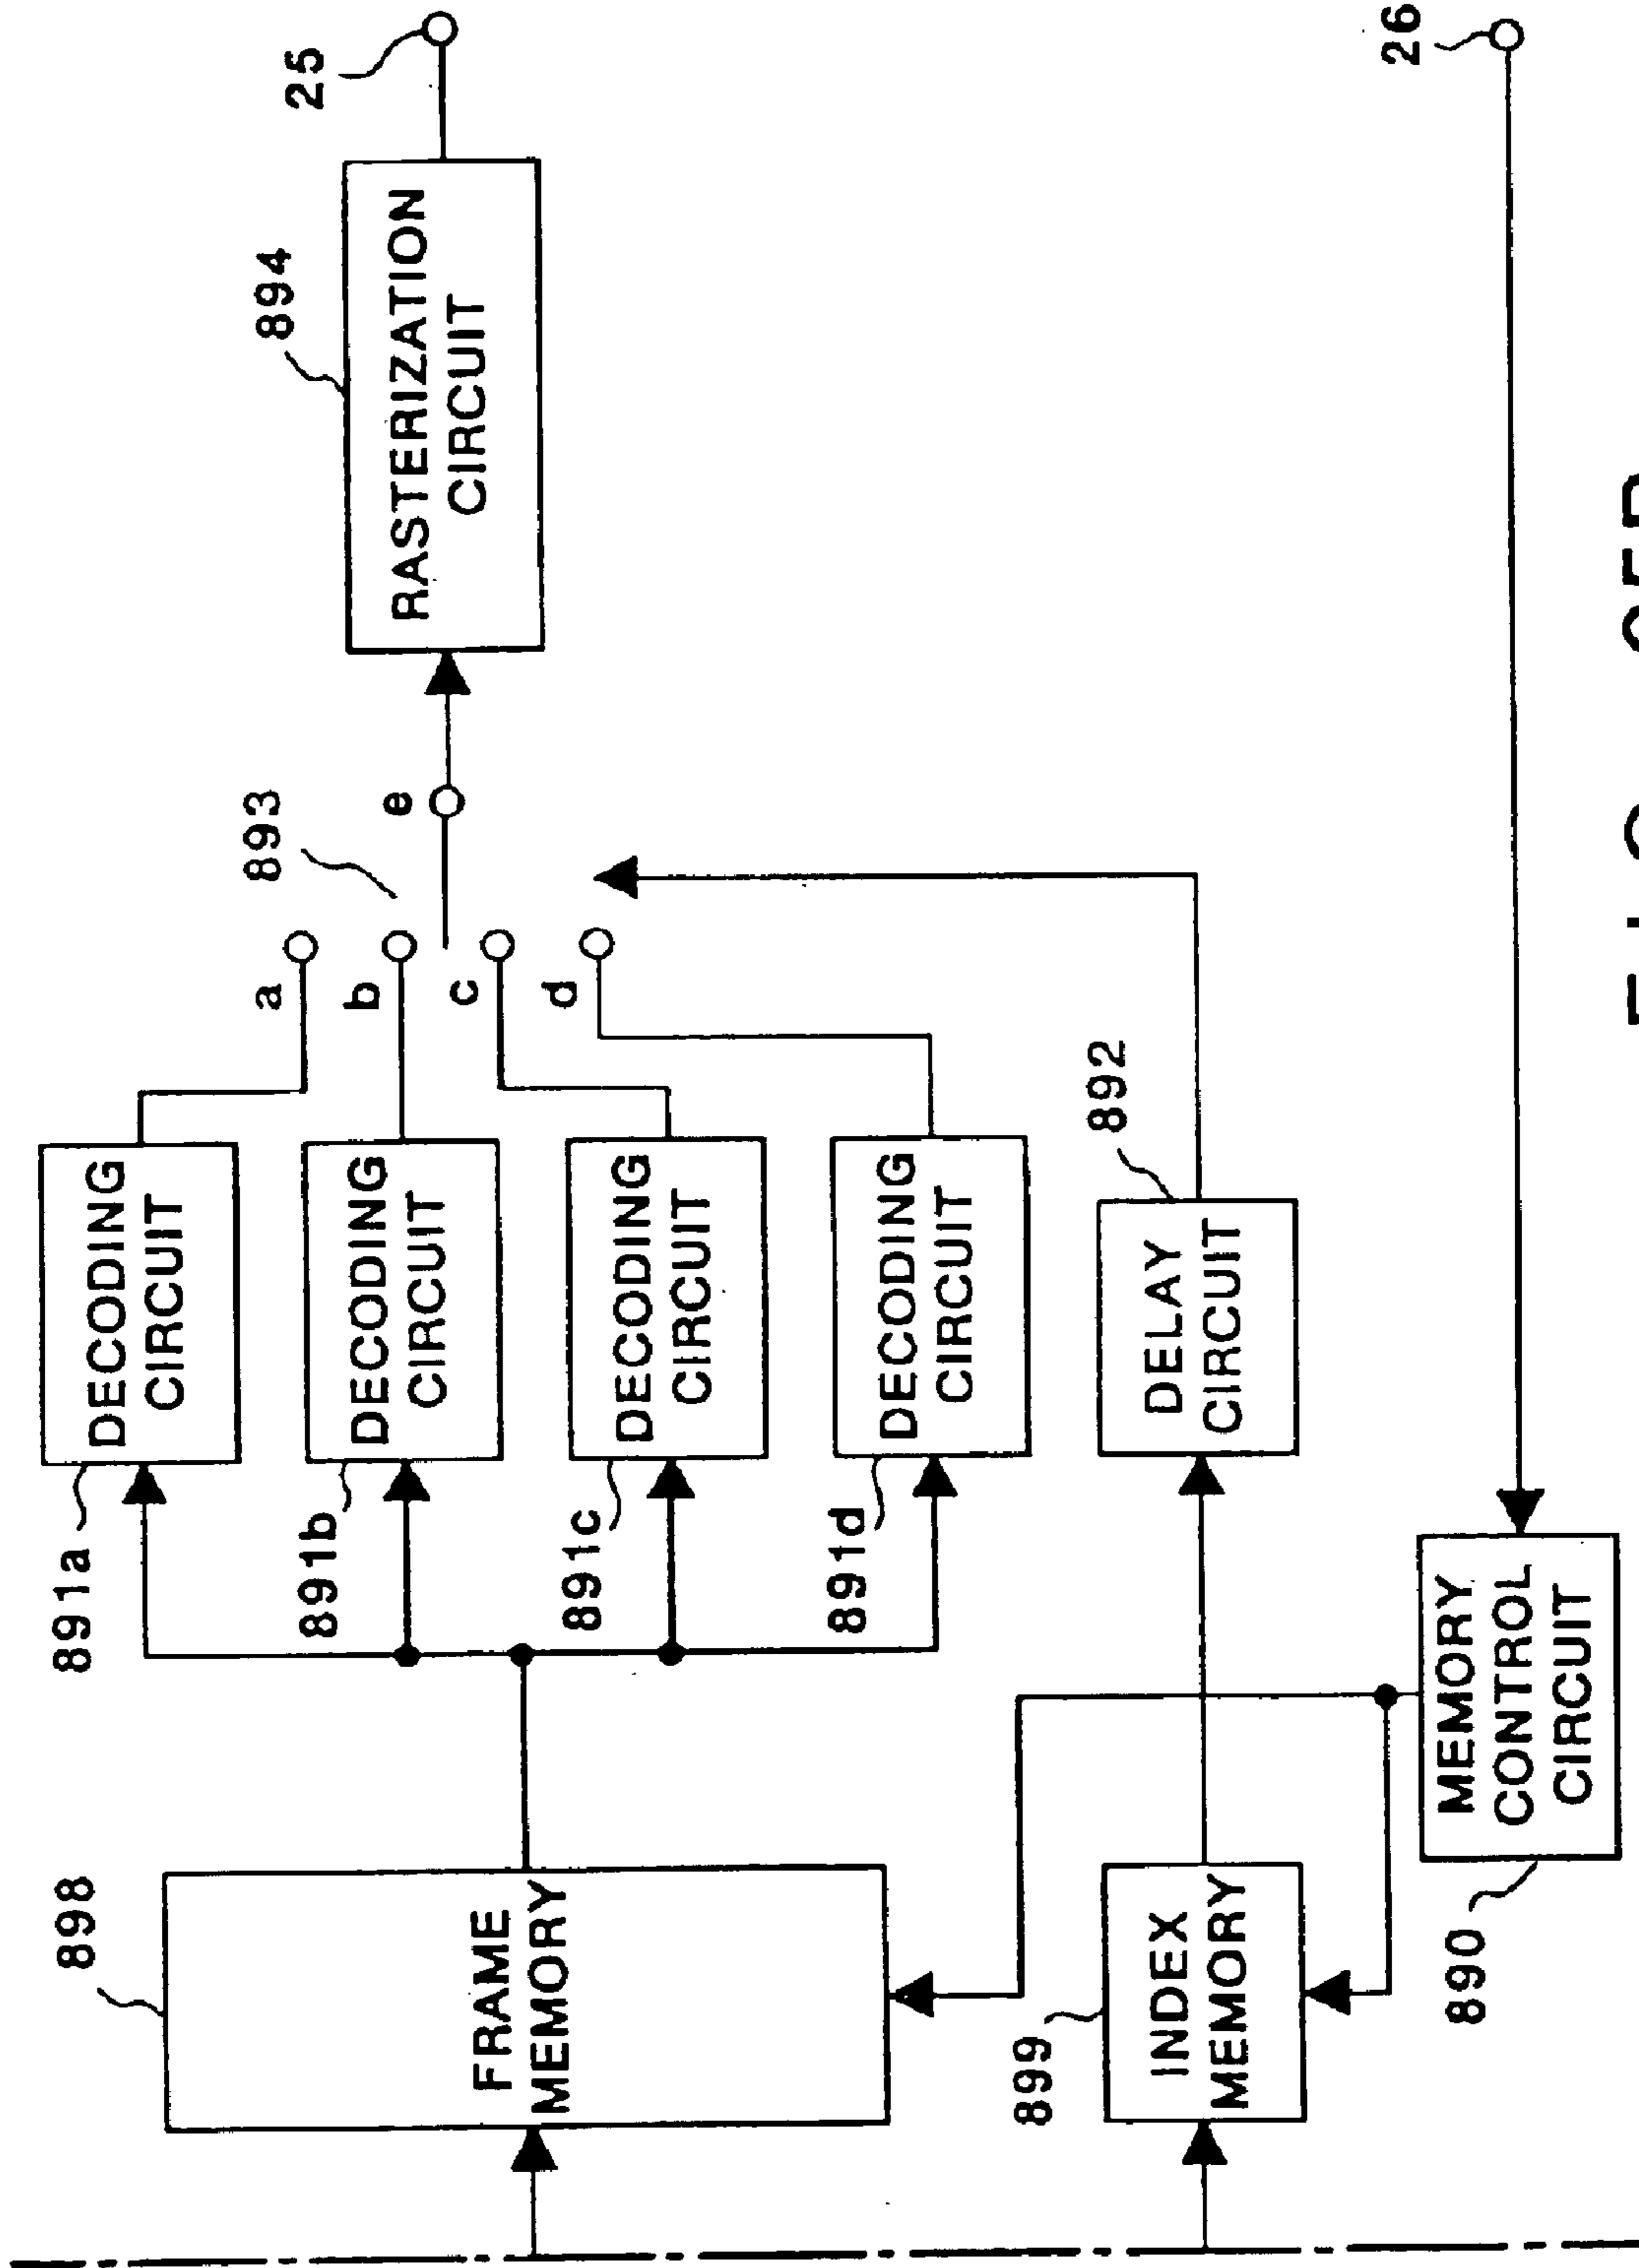 898
FRAME
MEMORY
899
INDEX
MEMORY
890
MEMORY
CONTROL
CIRCUIT
891a
DECODING
CIRCUIT
891b
DECODING
CIRCUIT
891c
DECODING
CIRCUIT
891d
DECODING
CIRCUIT
892
DELAY
CIRCUIT
a
b
c
d
893
e
894
RASTERIZATION
CIRCUIT
25
26